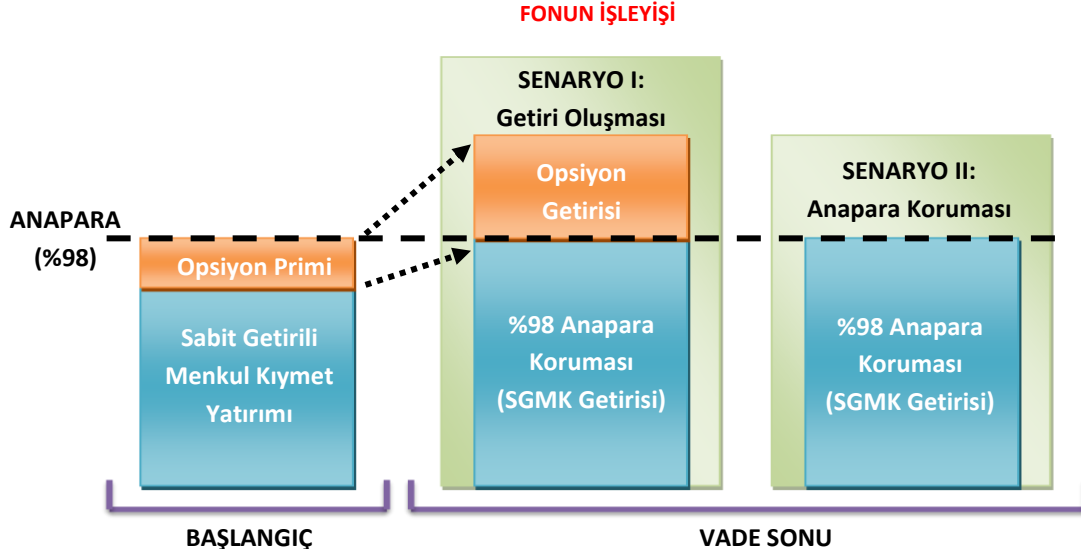 FONUN İŞLEYİŞİ
SENARYO I:
Getiri Oluşması
Opsiyon
Getirisi
SENARYO II:
Anapara Koruması
ANAPARA
(%98)
Opsiyon Primi
Sabit Getirili
Menkul Kıymet
Yatırımı
%98 Anapara
Koruması
(SGMK Getirisi)
%98 Anapara
Koruması
(SGMK Getirisi)
BAŞLANGIÇ
VADE SONU